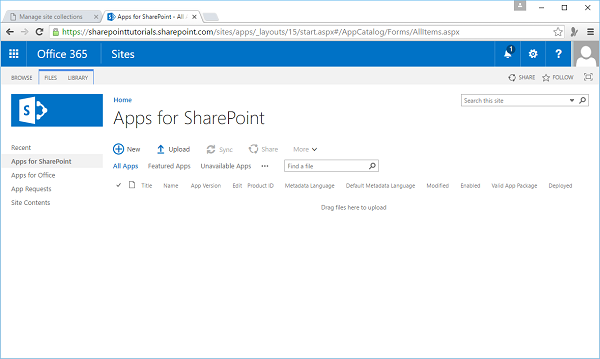 Manage site collections
Apps for SharePoint - All
https://sharepointtutorials.sharepoint.com/sites/apps/_layouts/15/start.aspx#/AppCatalog/Forms/AllItems.aspx
Office 365 Sites 1 ?
BROWSE FILES LIBRARY SHARE FOLLOW
S
Home
Search this site
Apps for SharePoint
New Upload Sync Share More
All Apps Featured Apps Unavailable Apps ••• Find a file
Title Name App Version Edit Product ID Metadata Language Default Metadata Language Modified Enabled Valid App Package Deployed
Drag files here to upload
Recent
Apps for SharePoint
Apps for Office
App Requests
Site Contents